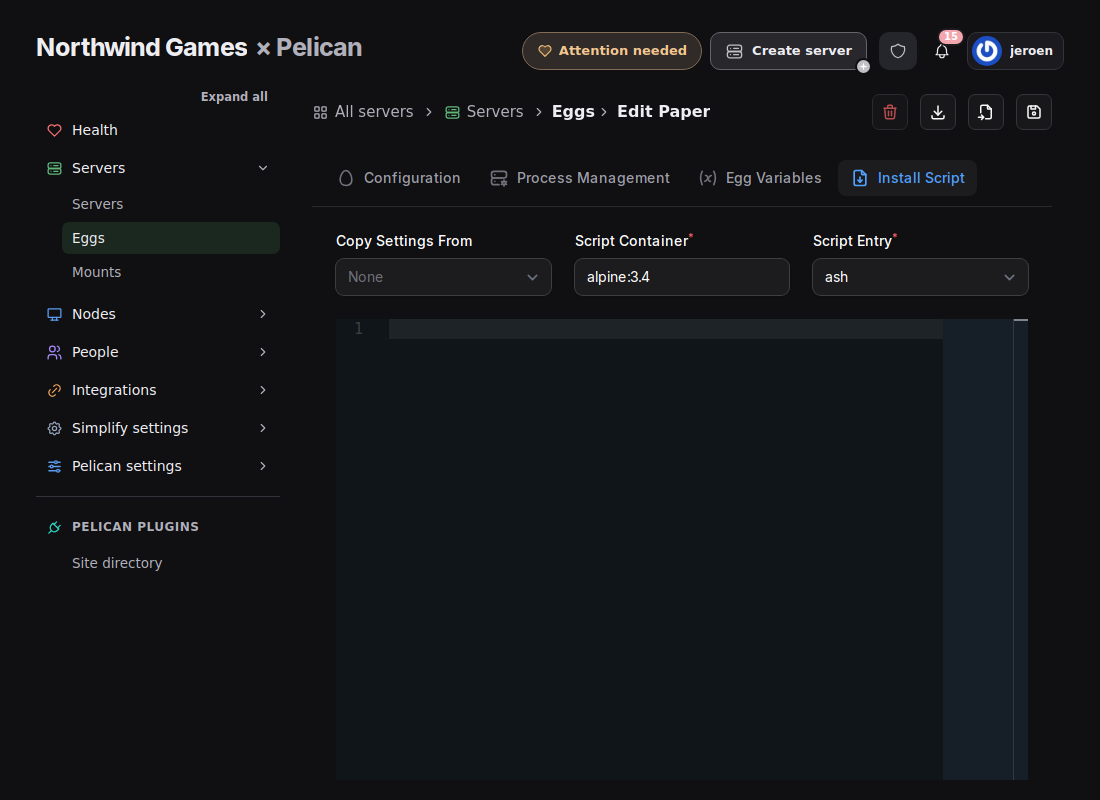 Northwind Games × Pelican
Attention needed
Create server
15
jeroen
Expand all
Health
Servers
Servers
Eggs
Mounts
Nodes
People
Integrations
Simplify settings
Pelican settings
PELICAN PLUGINS
Site directory
All servers > Servers > Eggs > Edit Paper
Configuration
Process Management
(x) Egg Variables
Install Script
Copy Settings From
Script Container*
Script Entry*
None
alpine:3.4
ash
1